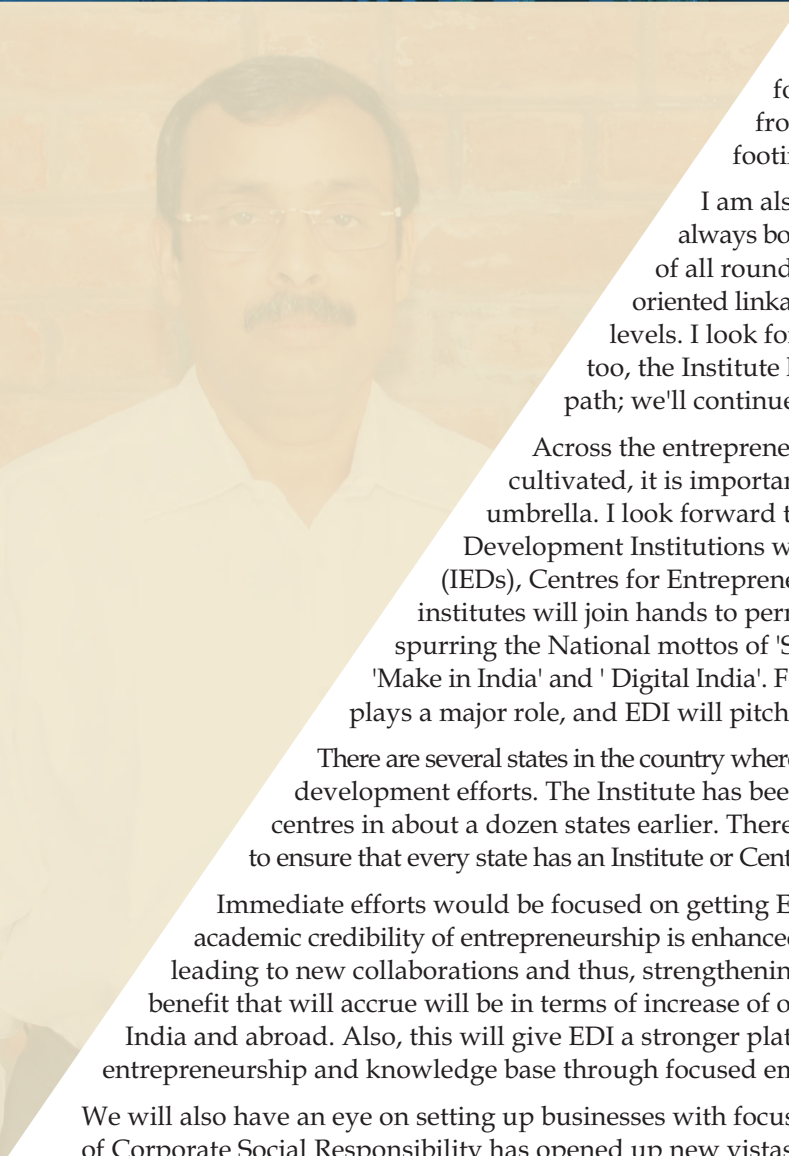 fo
fro
footi
I am als
always bo
of all round
oriented linka
levels. I look fo
too, the Institute
path; we'll continue
Across the entreprene
cultivated, it is importan
umbrella. I look forward t
Development Institutions w
(IEDs), Centres for Entreprene
institutes will join hands to per
spurring the National mottos of 'S
'Make in India' and ' Digital India'. F
plays a major role, and EDI will pitch
There are several states in the country where
development efforts. The Institute has bee
centres in about a dozen states earlier. There
to ensure that every state has an Institute or Cent
Immediate efforts would be focused on getting E
academic credibility of entrepreneurship is enhanced
leading to new collaborations and thus, strengthenin
benefit that will accrue will be in terms of increase of o
India and abroad. Also, this will give EDI a stronger plat
entrepreneurship and knowledge base through focused en
We will also have an eye on setting up businesses with focus
of Corporate Social Responsibility has opened up new vistas